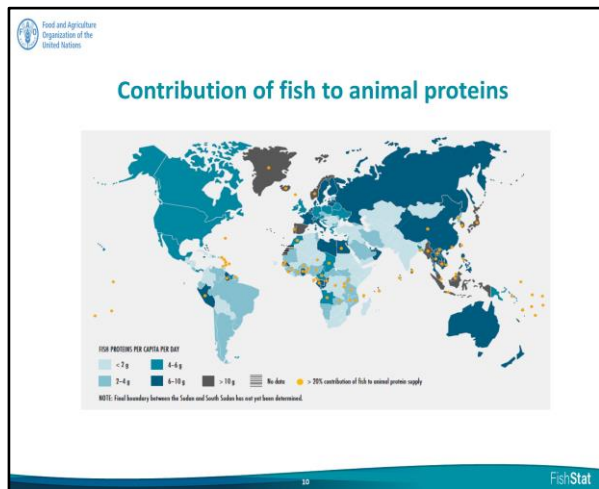 Food and Agriculture
Organization of the
United Nations
Contribution of fish to animal proteins
FISH PROTEINS PER CAPITA PER DAY
< 2 g
4–6 g
2–4 g
6–10 g
> 10 g
No data
> 20% contribution of fish to animal protein supply
NOTE: Final boundary between the Sudan and South Sudan has not yet been determined.
10
FishStat